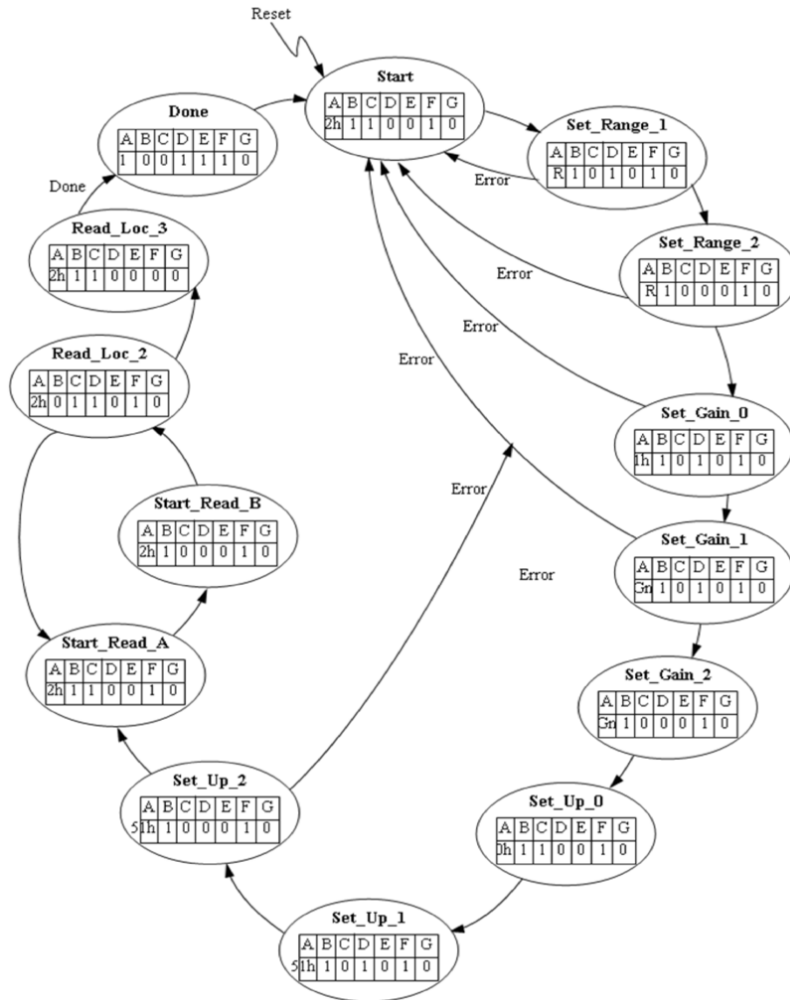 Reset
Start
A B C D E F G
2h 1 1 0 0 1 0
Done
A B C D E F G
1 0 0 1 1 1 0
Set_Range_1
A B C D E F G
R 1 0 1 0 1 0
Error
Done
Read_Loc_3
A B C D E F G
2h 1 1 0 0 0 0
Set_Range_2
A B C D E F G
R 1 0 0 0 1 0
Error
Error
Error
Read_Loc_2
A B C D E F G
2h 0 1 1 0 1 0
Set_Gain_0
A B C D E F G
1h 1 0 1 0 1 0
Error
Start_Read_B
A B C D E F G
2h 1 0 0 0 1 0
Set_Gain_1
A B C D E F G
Gn 1 0 1 0 1 0
Error
Start_Read_A
A B C D E F G
2h 1 1 0 0 1 0
Set_Gain_2
A B C D E F G
Gn 1 0 0 0 1 0
Set_Up_2
A B C D E F G
51h 1 0 0 0 1 0
Set_Up_0
A B C D E F G
0h 1 1 0 0 1 0
Set_Up_1
A B C D E F G
51h 1 0 1 0 1 0